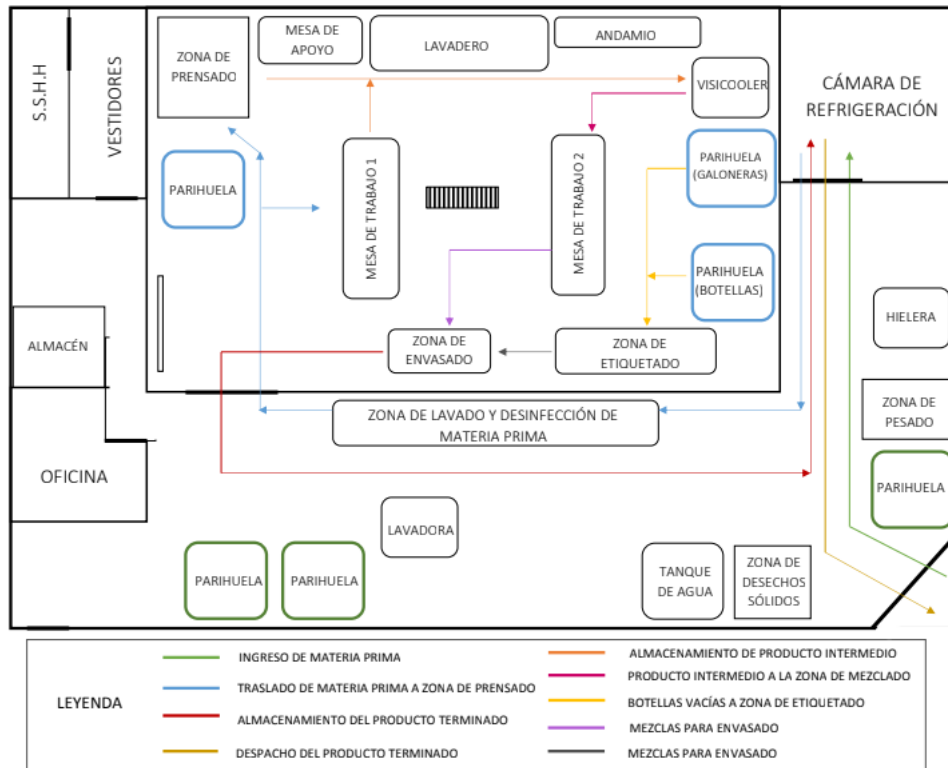 S.S.H.H
VESTIDORES
ZONA DE
PRENSADO
MESA DE
APOYO
LAVADERO
ANDAMIO
VISICOOLER
CÁMARA DE
REFRIGERACIÓN
PARIHUELA
MESA DE TRABAJO 1
MESA DE TRABAJO 2
PARIHUELA
(GALONERAS)
PARIHUELA
(BOTELLAS)
HIELERA
ALMACÉN
ZONA DE
ENVASADO
ZONA DE
ETIQUETADO
ZONA DE
PESADO
ZONA DE LAVADO Y DESINFECCIÓN DE
MATERIA PRIMA
OFICINA
PARIHUELA
LAVADORA
PARIHUELA
PARIHUELA
TANQUE
DE AGUA
ZONA DE
DESECHOS
SÓLIDOS
LEYENDA
INGRESO DE MATERIA PRIMA
TRASLADO DE MATERIA PRIMA A ZONA DE PRENSADO
ALMACENAMIENTO DEL PRODUCTO TERMINADO
DESPACHO DEL PRODUCTO TERMINADO
ALMACENAMIENTO DE PRODUCTO INTERMEDIO
PRODUCTO INTERMEDIO A LA ZONA DE MEZCLADO
BOTELLAS VACÍAS A ZONA DE ETIQUETADO
MEZCLAS PARA ENVASADO
MEZCLAS PARA ENVASADO